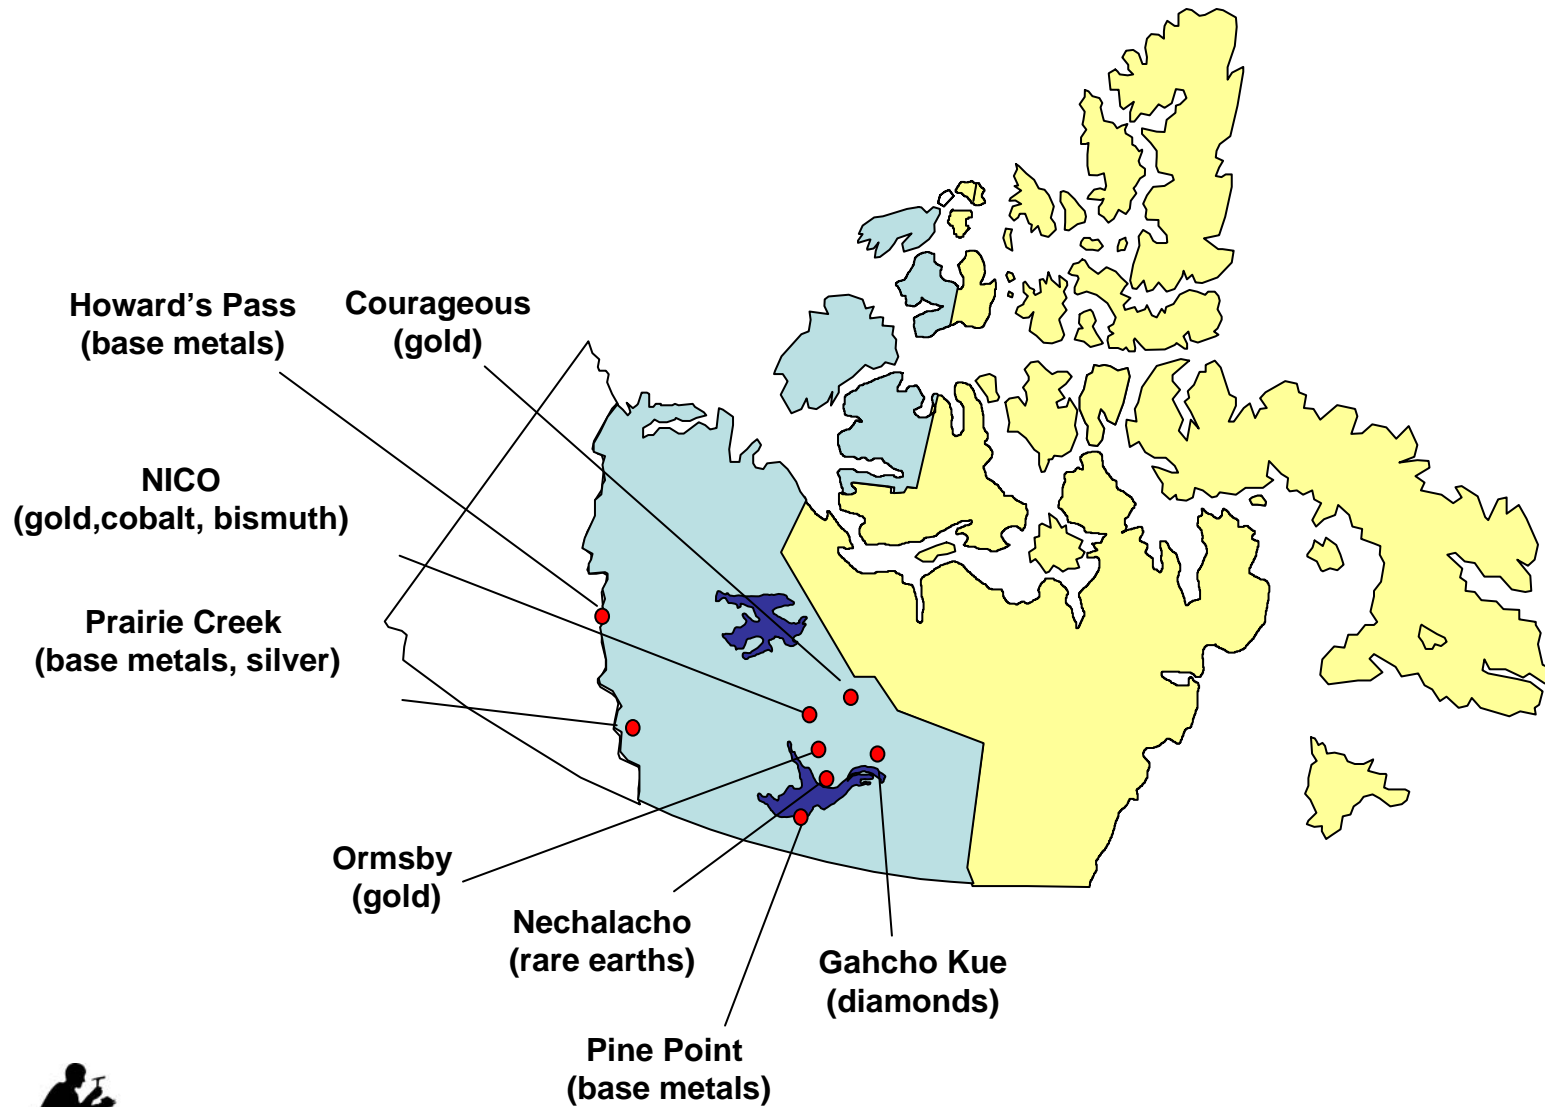 Howard’s Pass
(base metals)
Courageous
(gold)
NICO
(gold,cobalt, bismuth)
Prairie Creek
(base metals, silver)
Ormsby
(gold)
Nechalacho
(rare earths)
Gahcho Kue
(diamonds)
Pine Point
(base metals)